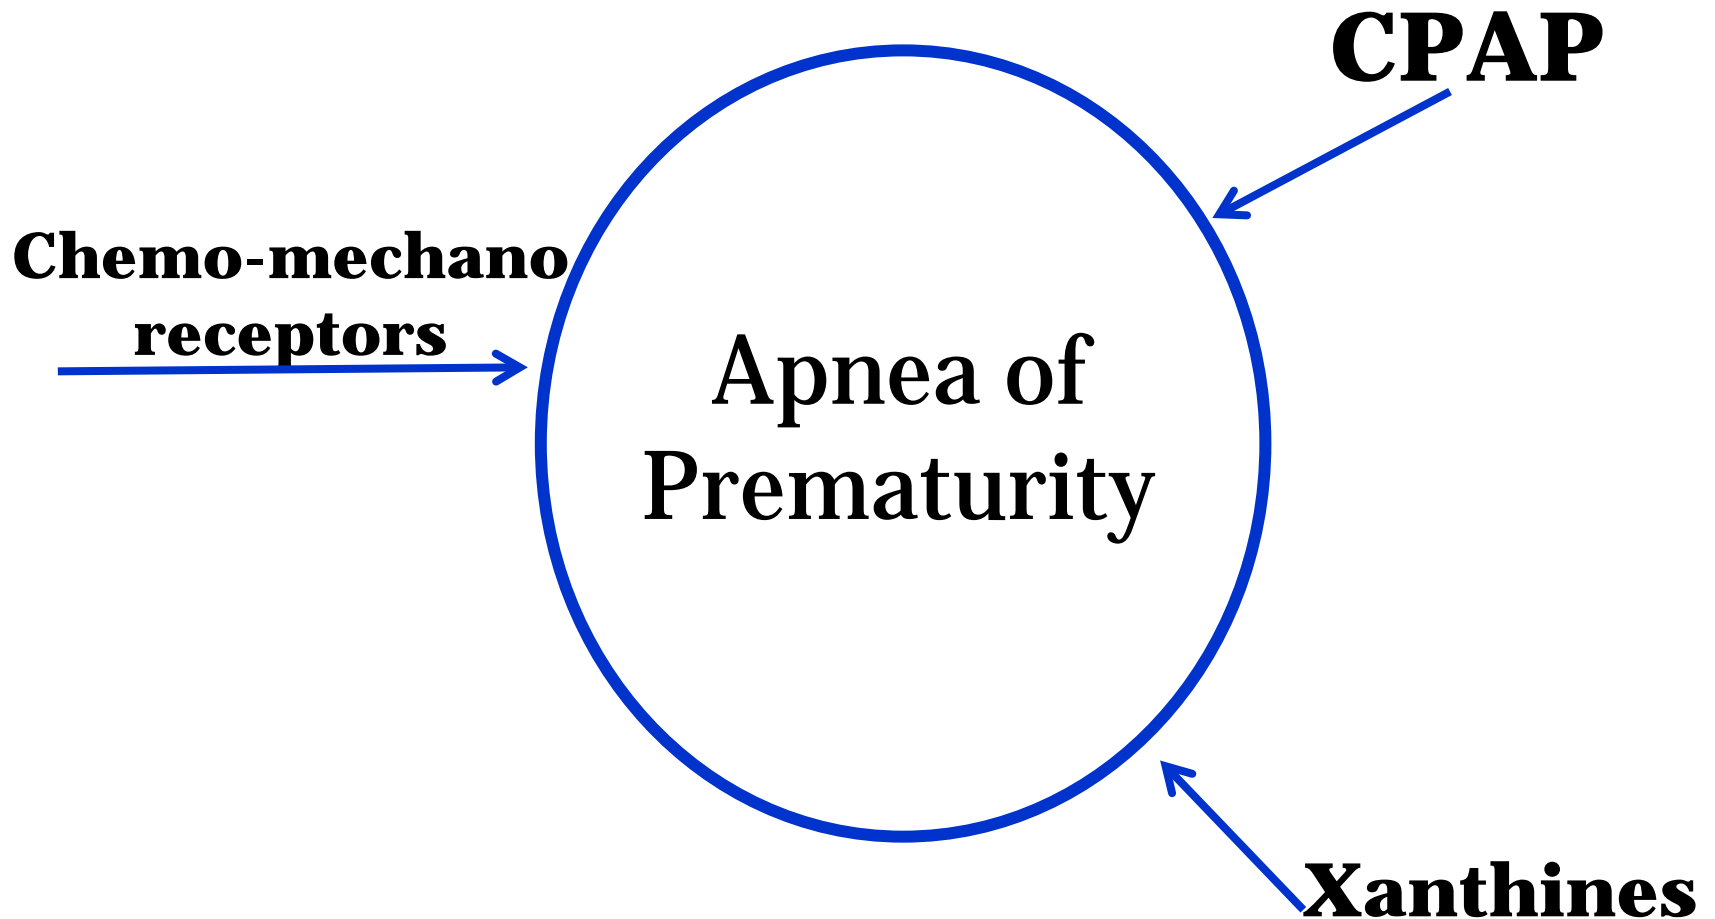 CPAP
Chemo-mechano
receptors
Apnea of
Prematurity
Xanthines